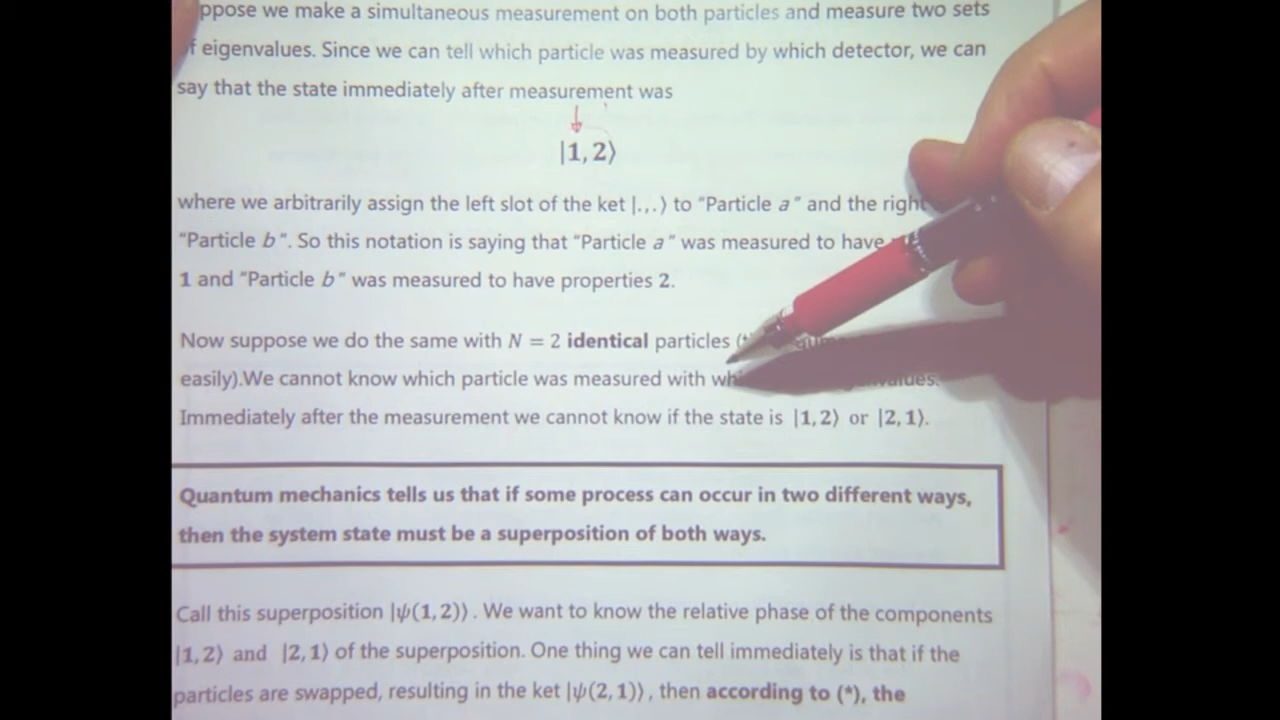 ppose we make a simultaneous measurement on both particles and measure two sets
f eigenvalues. Since we can tell which particle was measured by which detector, we can
say that the state immediately after measurement was
|1, 2⟩
where we arbitrarily assign the left slot of the ket |.,.⟩ to "Particle a" and the right
"Particle b". So this notation is saying that "Particle a" was measured to have
1 and "Particle b" was measured to have properties 2.
Now suppose we do the same with N = 2 identical particles (
easily).We cannot know which particle was measured with
Immediately after the measurement we cannot know if the state is |1, 2⟩ or |2, 1⟩.
Quantum mechanics tells us that if some process can occur in two different ways,
then the system state must be a superposition of both ways.
Call this superposition |ψ(1, 2)⟩. We want to know the relative phase of the components
|1, 2⟩ and |2, 1⟩ of the superposition. One thing we can tell immediately is that if the
particles are swapped, resulting in the ket |ψ(2, 1)⟩, then according to (*), the